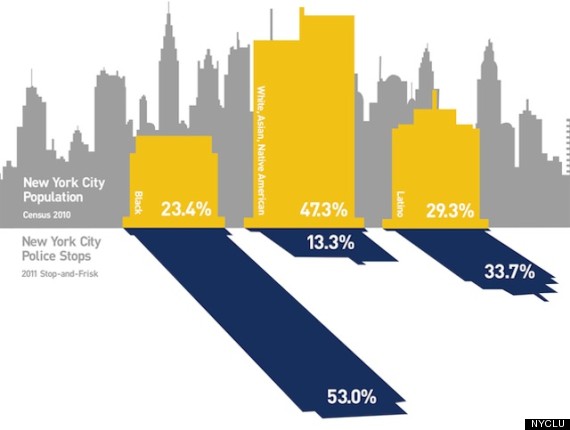 White, Asian, Native American
New York City
Population
Census 2010
Black
23.4%
47.3%
Latino
29.3%
New York City
Police Stops
2011 Stop-and-Frisk
13.3%
33.7%
53.0%
NYCLU